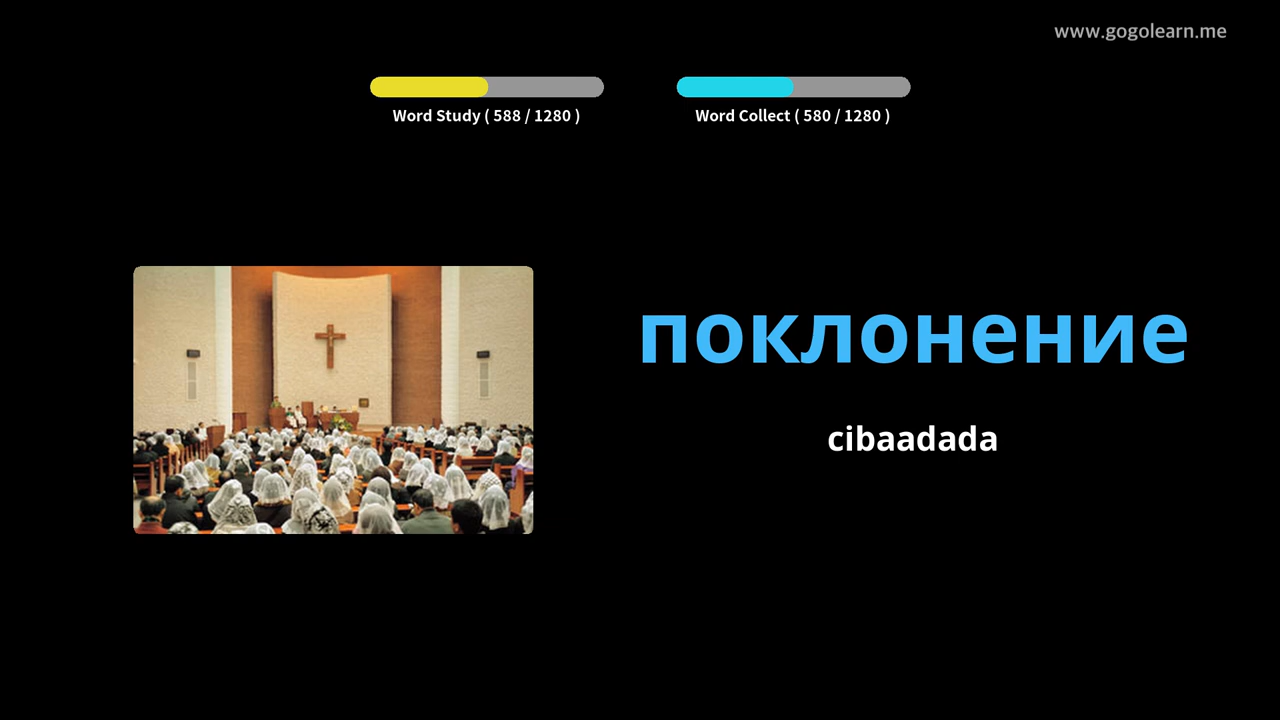 www.gogolearn.me
Word Study ( 588 / 1280 )
Word Collect ( 580 / 1280 )
поклонение
cibaadada